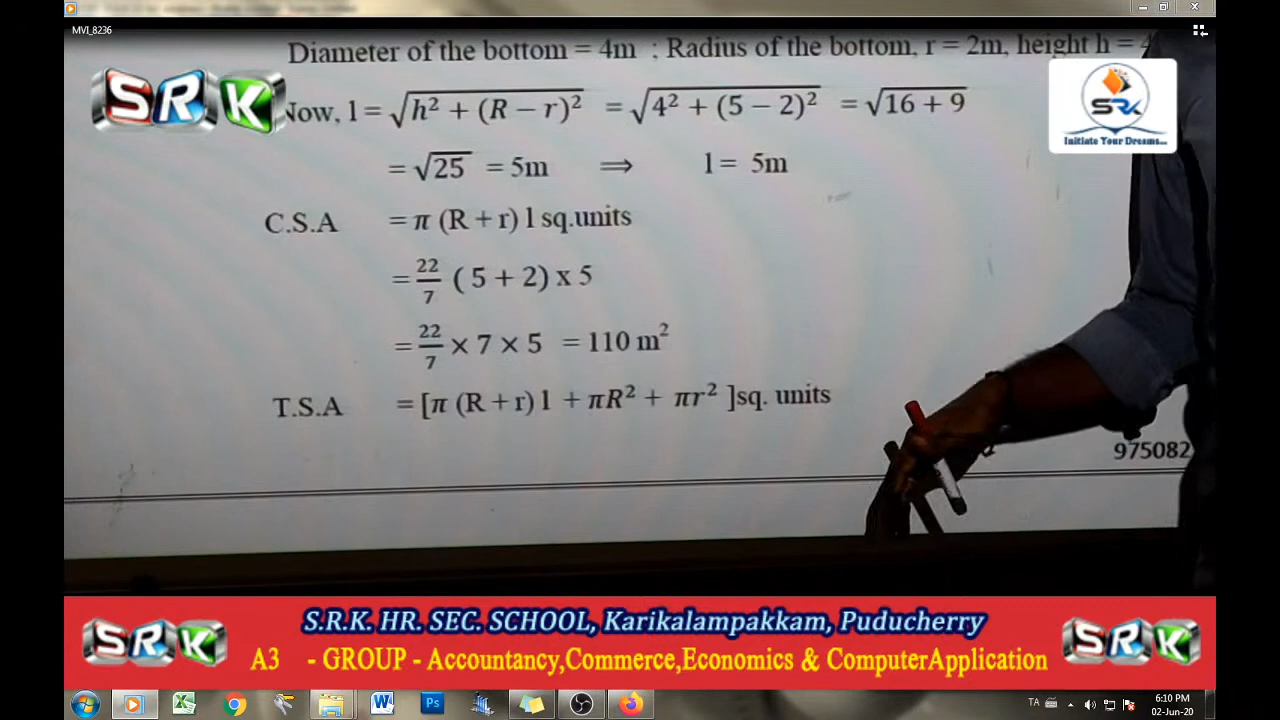 MVI_8236
Diameter of the bottom = 4m ; Radius of the bottom, r = 2m, height h = 4
SRK Now, l = √(h² + (R − r)²) = √(4² + (5 − 2)²) = √(16 + 9)
SRK
Initiate Your Dreams...
= √25 = 5m ⟹ l = 5m
C.S.A = π (R + r) l sq.units
= 22/7 ( 5 + 2) x 5
= 22/7 × 7 × 5 = 110 m²
T.S.A = [π (R + r) l + πR² + πr² ]sq. units
975082
S.R.K. HR. SEC. SCHOOL, Karikalampakkam, Puducherry
SRK
A3 - GROUP - Accountancy,Commerce,Economics & ComputerApplication
SRK
TA
6:10 PM
02-Jun-20